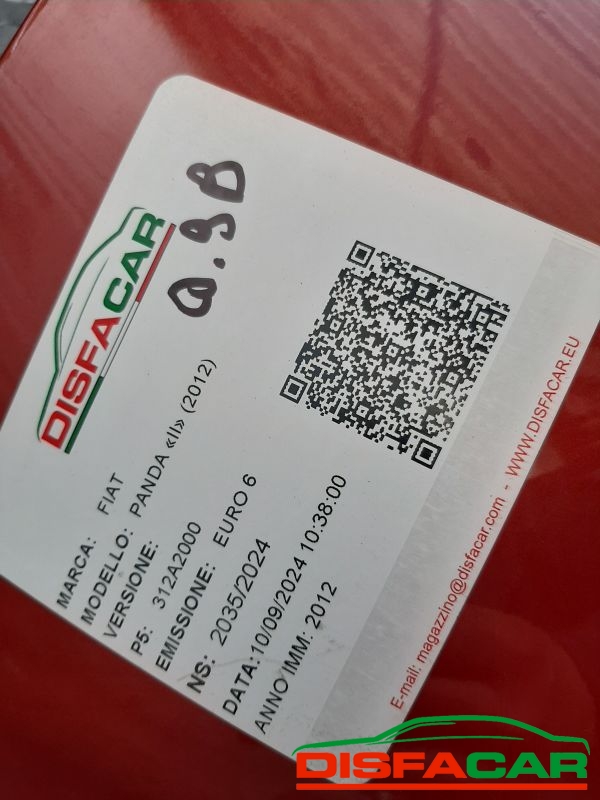 DISFACAR
0.9 B
MARCA: FIAT
MODELLO: PANDA «II» (2012)
VERSIONE:
P5: 312A2000
EMISSIONE: EURO 6
NS: 2035/2024
DATA: 10/09/2024 10:38:00
ANNO IMM: 2012
E-mail: magazzino@disfacar.com - WWW.DISFACAR.EU
DISFACAR